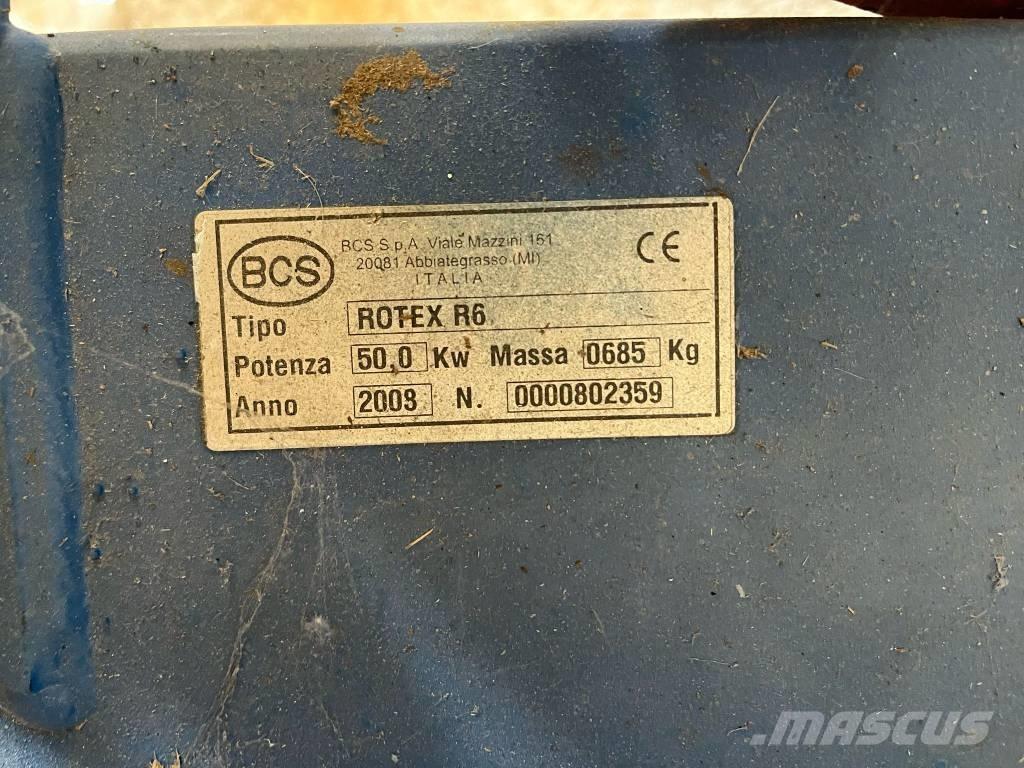 BCS
BCS S.p.A. Viale Mazzini 161
20081 Abbiategrasso (MI)
ITALIA
CE
Tipo ROTEX R6
Potenza 50,0 Kw Massa 0685 Kg
Anno 2008 N. 0000802359
MASCUS